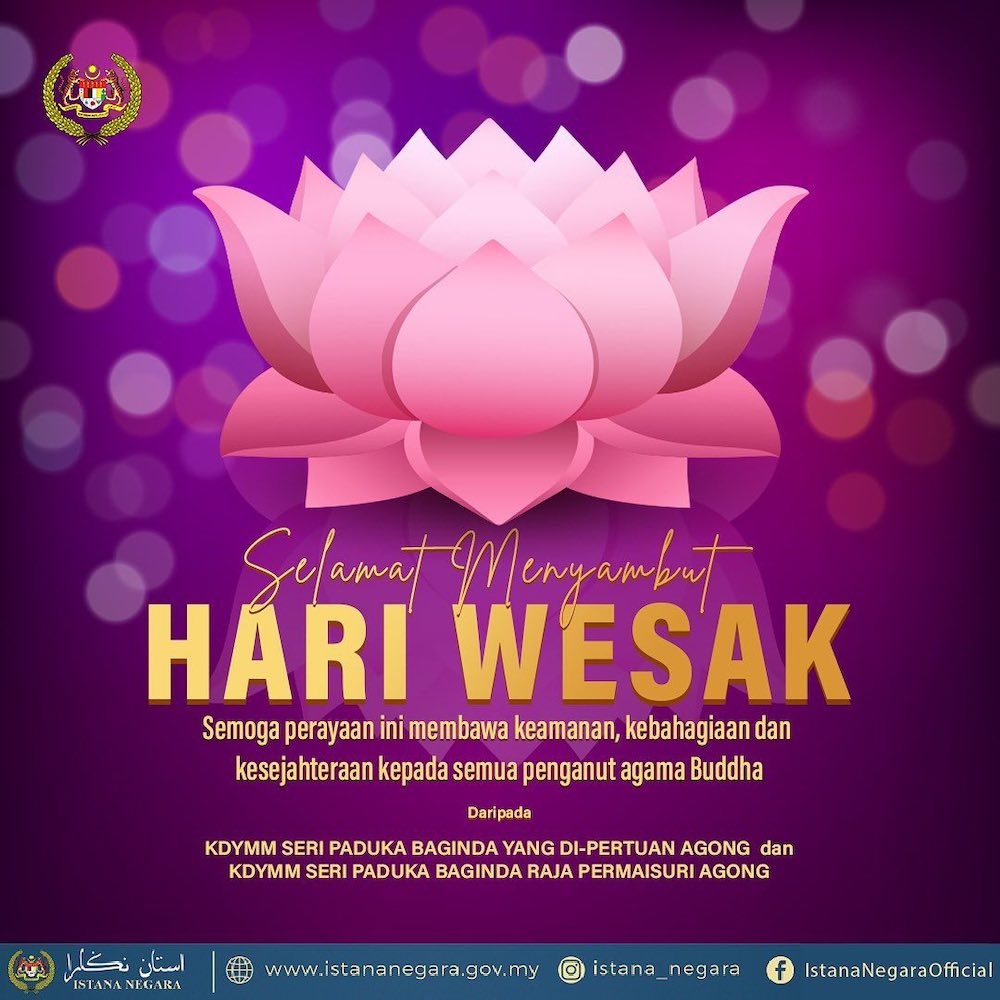 Selamat Menyambut
HARI WESAK
Semoga perayaan ini membawa keamanan, kebahagiaan dan
kesejahteraan kepada semua penganut agama Buddha
Daripada
KDYMM SERI PADUKA BAGINDA YANG DI-PERTUAN AGONG dan
KDYMM SERI PADUKA BAGINDA RAJA PERMAISURI AGONG
استان نݢارا
ISTANA NEGARA
www.istananegara.gov.my
istana_negara
IstanaNegaraOfficial